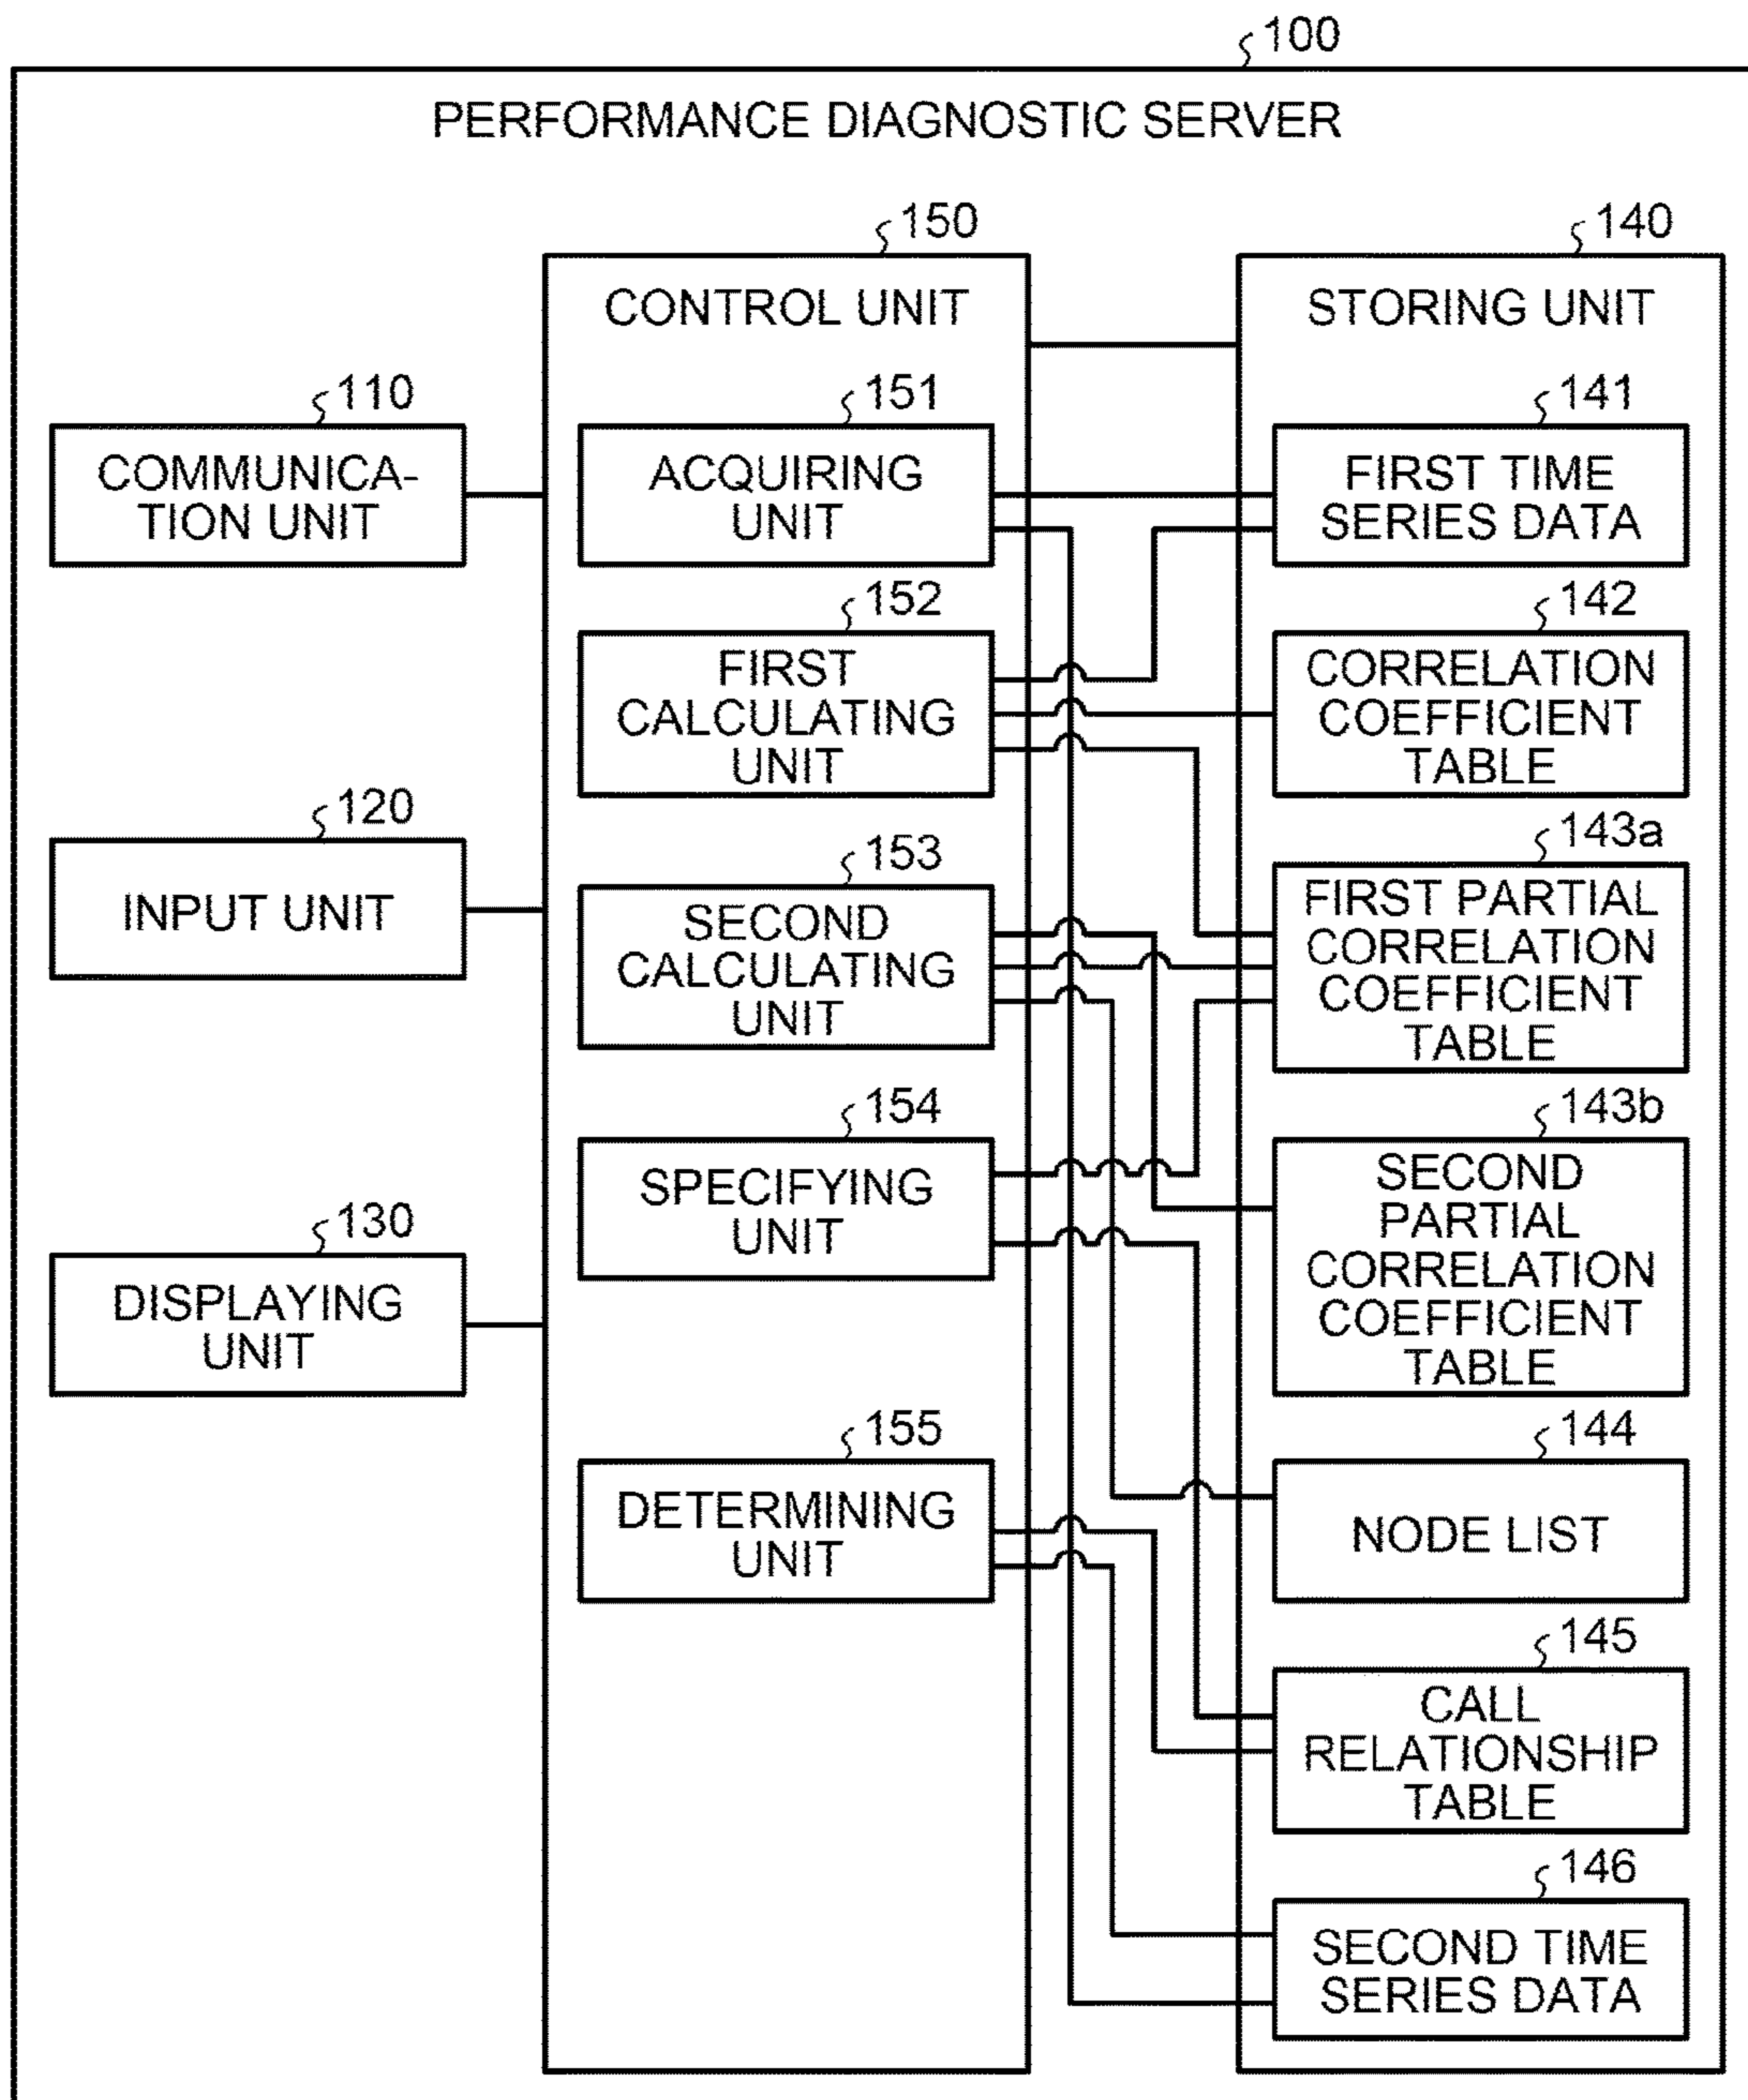 100
PERFORMANCE DIAGNOSTIC SERVER
110
COMMUNICA-
TION UNIT
120
INPUT UNIT
130
DISPLAYING
UNIT
150
CONTROL UNIT
151
ACQUIRING
UNIT
152
FIRST
CALCULATING
UNIT
153
SECOND
CALCULATING
UNIT
154
SPECIFYING
UNIT
155
DETERMINING
UNIT
140
STORING UNIT
141
FIRST TIME
SERIES DATA
142
CORRELATION
COEFFICIENT
TABLE
143a
FIRST PARTIAL
CORRELATION
COEFFICIENT
TABLE
143b
SECOND
PARTIAL
CORRELATION
COEFFICIENT
TABLE
144
NODE LIST
145
CALL
RELATIONSHIP
TABLE
146
SECOND TIME
SERIES DATA